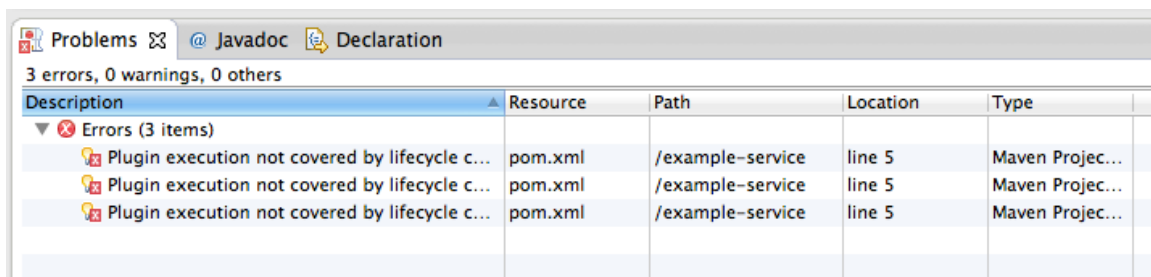 Problems @ Javadoc Declaration
3 errors, 0 warnings, 0 others
Description Resource Path Location Type
Errors (3 items)
Plugin execution not covered by lifecycle c... pom.xml /example-service line 5 Maven Projec...
Plugin execution not covered by lifecycle c... pom.xml /example-service line 5 Maven Projec...
Plugin execution not covered by lifecycle c... pom.xml /example-service line 5 Maven Projec...